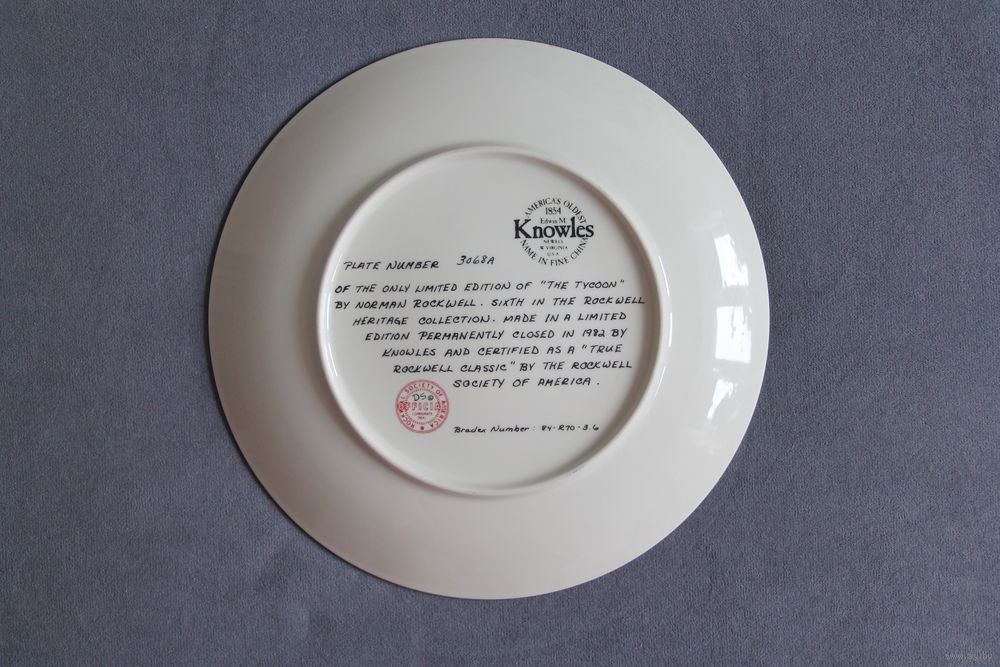 AMERICA'S OLDEST
1854
Edwin M.
Knowles
NEWELL
W. VIRGINIA
U.S.A.
NAME IN FINE CHINA
PLATE NUMBER 3068A
OF THE ONLY LIMITED EDITION OF "THE TYCOON"
BY NORMAN ROCKWELL. SIXTH IN THE ROCKWELL
HERITAGE COLLECTION. MADE IN A LIMITED
EDITION PERMANENTLY CLOSED IN 1982 BY
KNOWLES AND CERTIFIED AS A "TRUE
ROCKWELL CLASSIC" BY THE ROCKWELL
SOCIETY OF AMERICA.
ROCKWELL SOCIETY OF AMERICA
OFFICIAL
Bradex Number: 84-R70-3.6